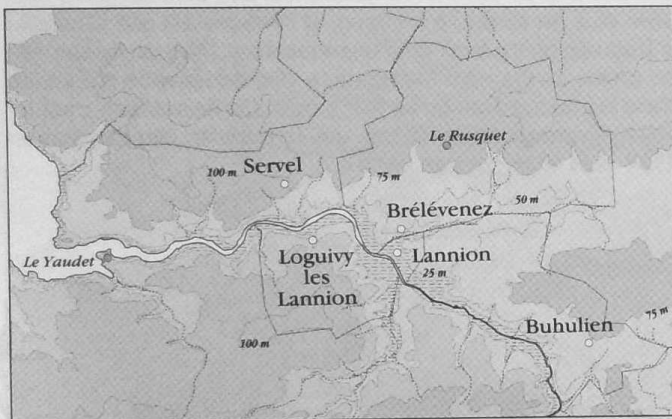 Le Rusquet
100 m
Servel
75 m
50 m
Brélévenez
Le Yaudet
Loguivy
les
Lannion
Lannion
25 m
100 m
Buhulien
75 m